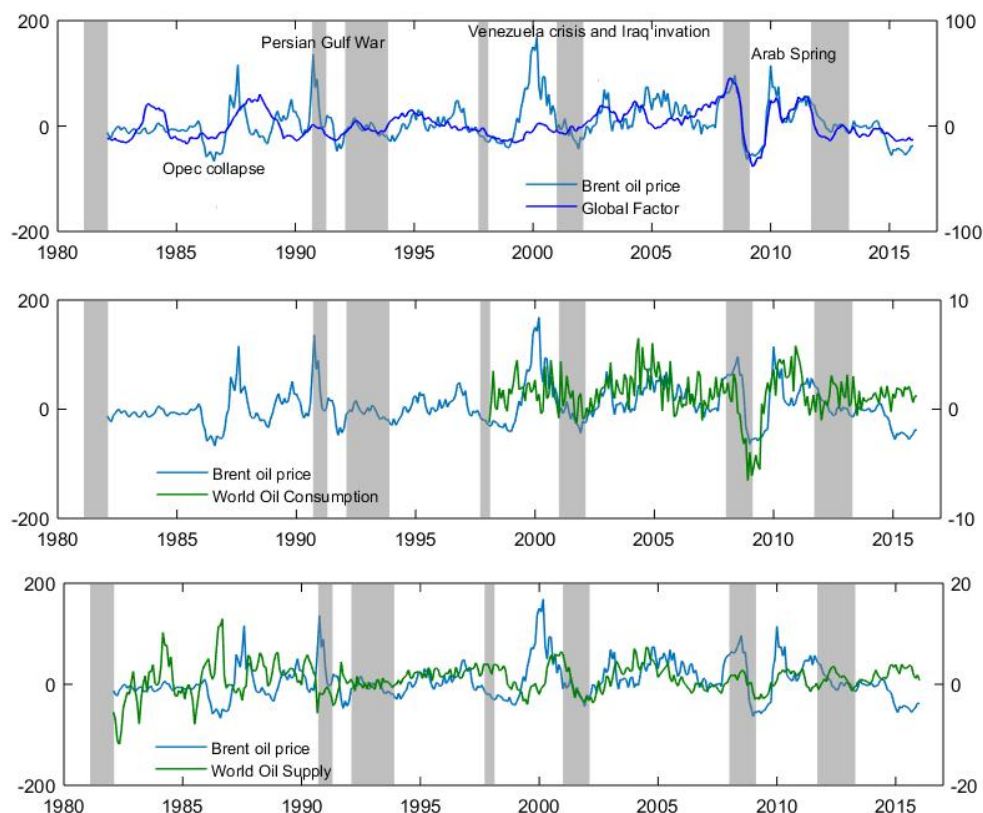 200
100
Persian Gulf War
Venezuela crisis and Iraq'invation
Arab Spring
0
0
Opec collapse
Brent oil price
Global Factor
-200
-100
1980 1985 1990 1995 2000 2005 2010 2015
200
10
0
0
Brent oil price
World Oil Consumption
-200
-10
1980 1985 1990 1995 2000 2005 2010 2015
200
20
0
0
Brent oil price
World Oil Supply
-200
-20
1980 1985 1990 1995 2000 2005 2010 2015